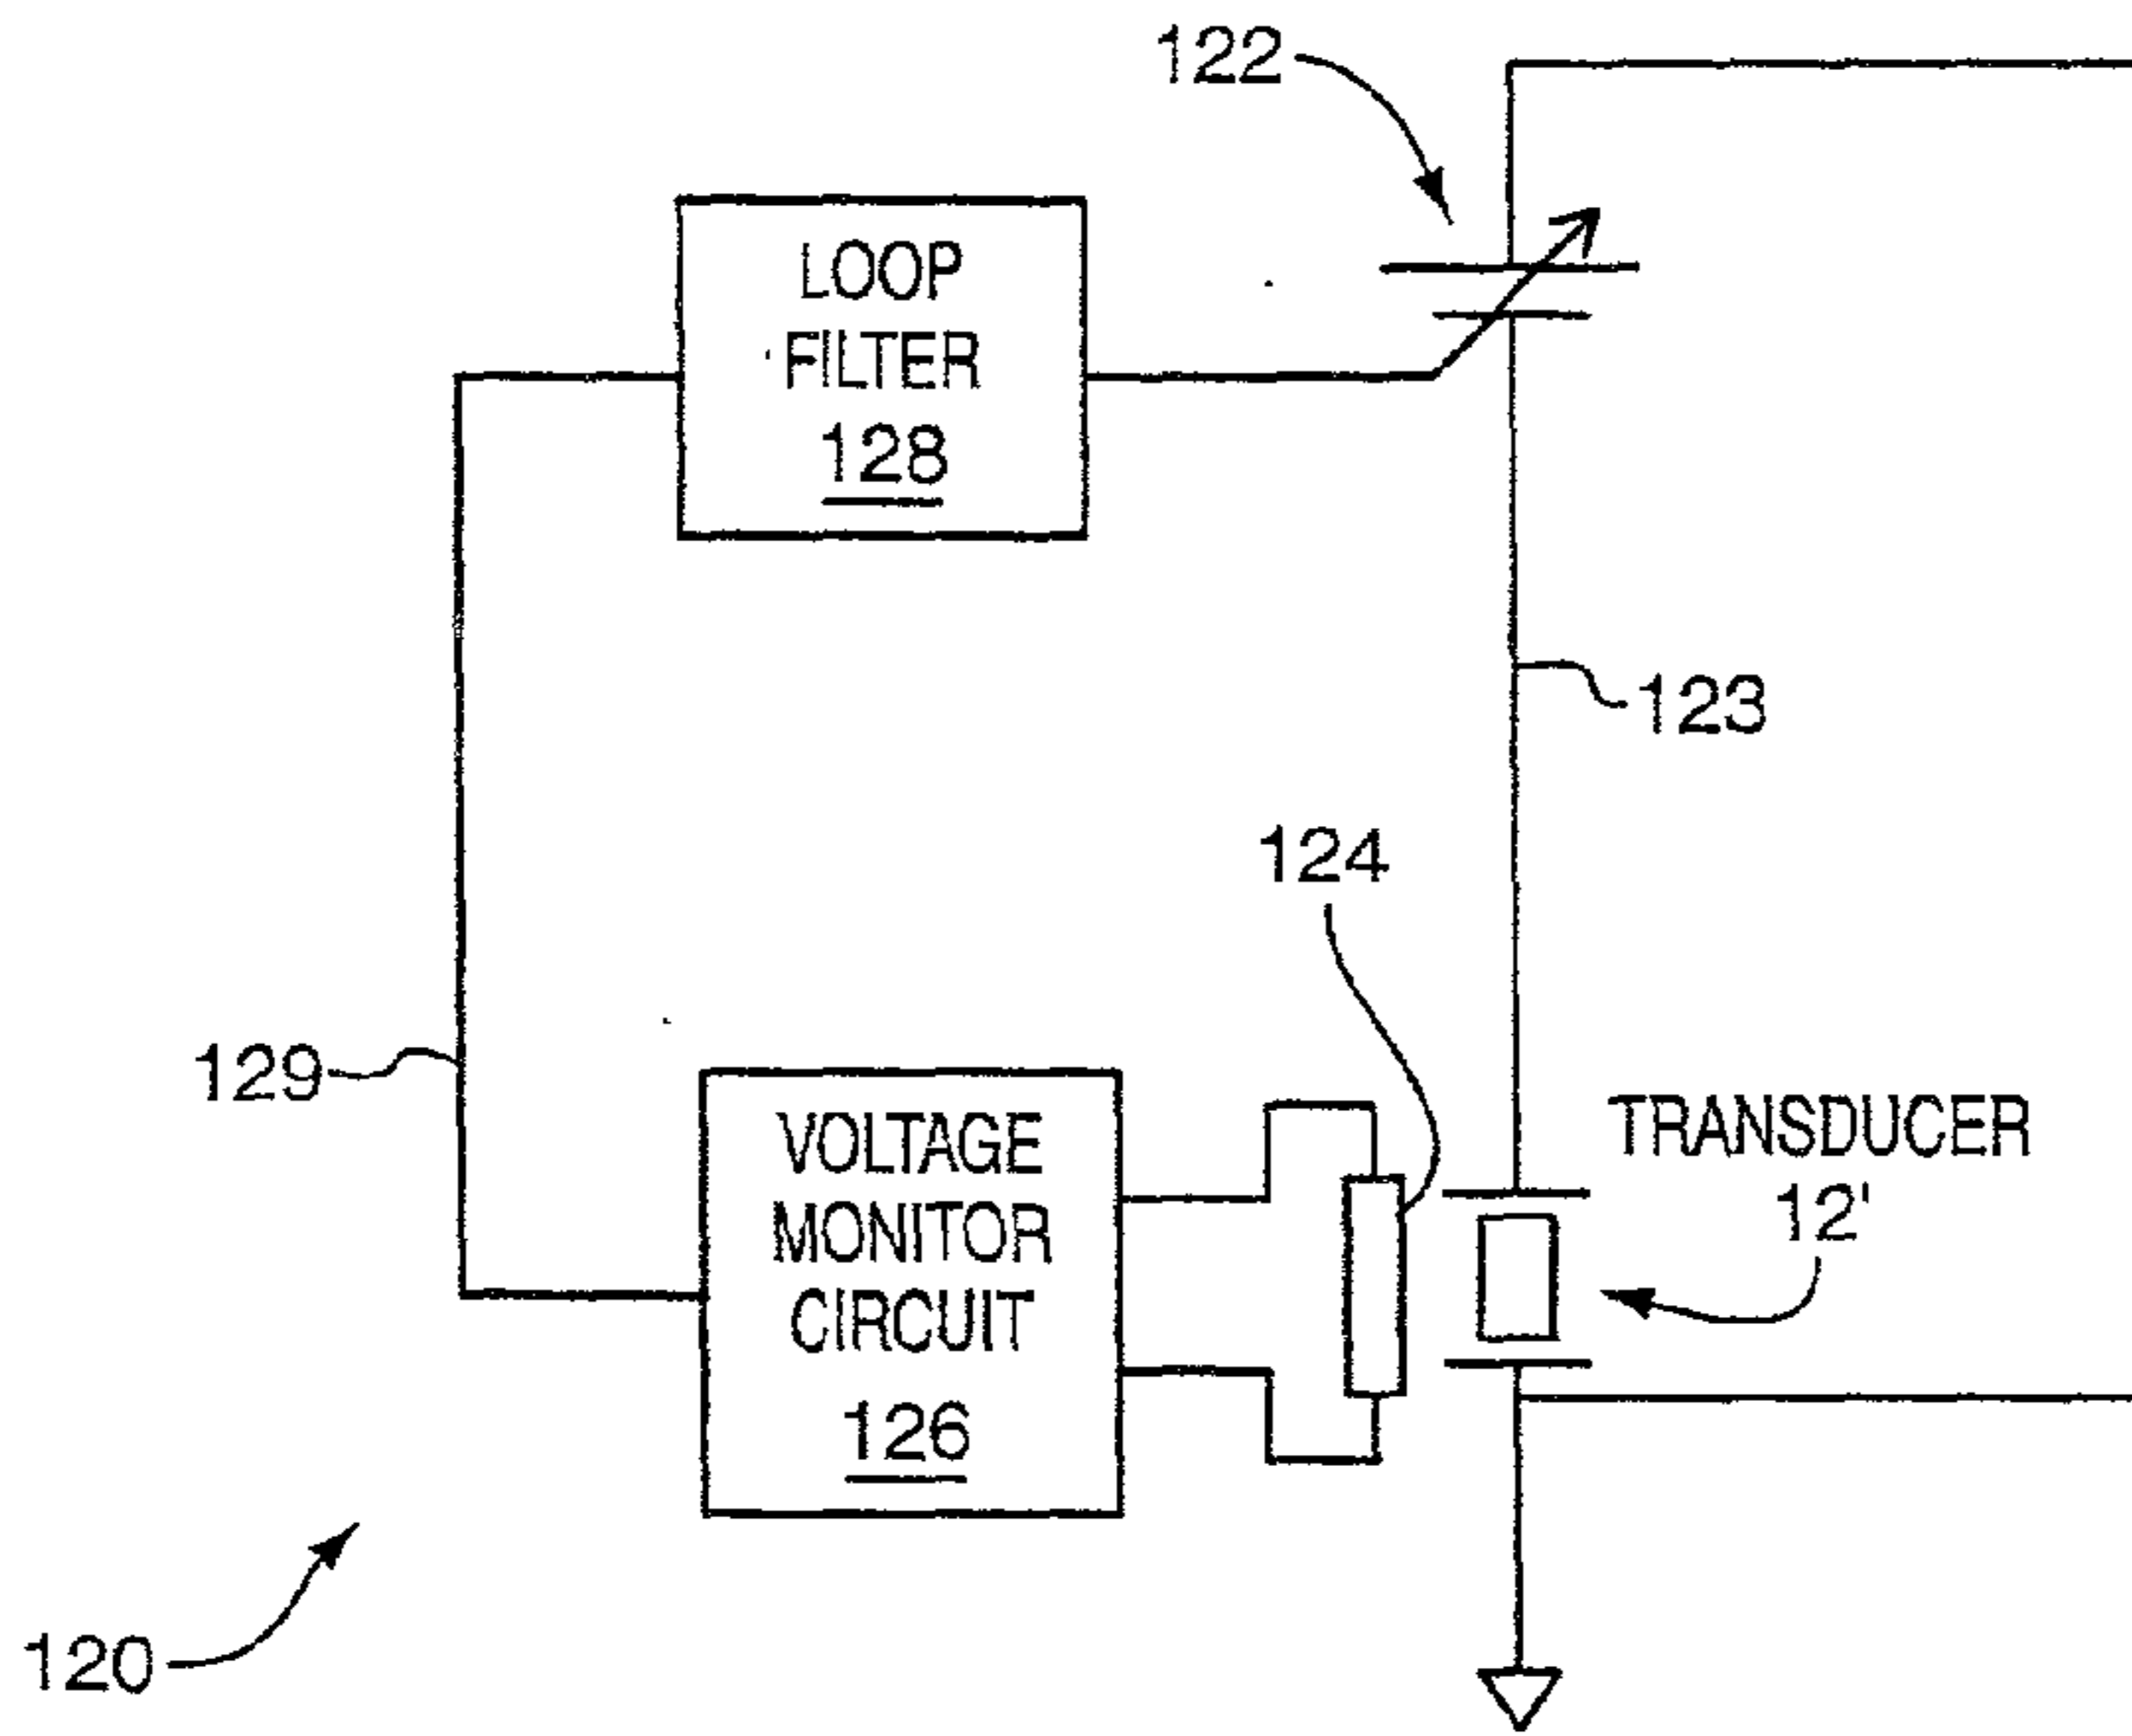 122
LOOP
FILTER
128
123
124
129
VOLTAGE
MONITOR
CIRCUIT
126
TRANSDUCER
12'
120